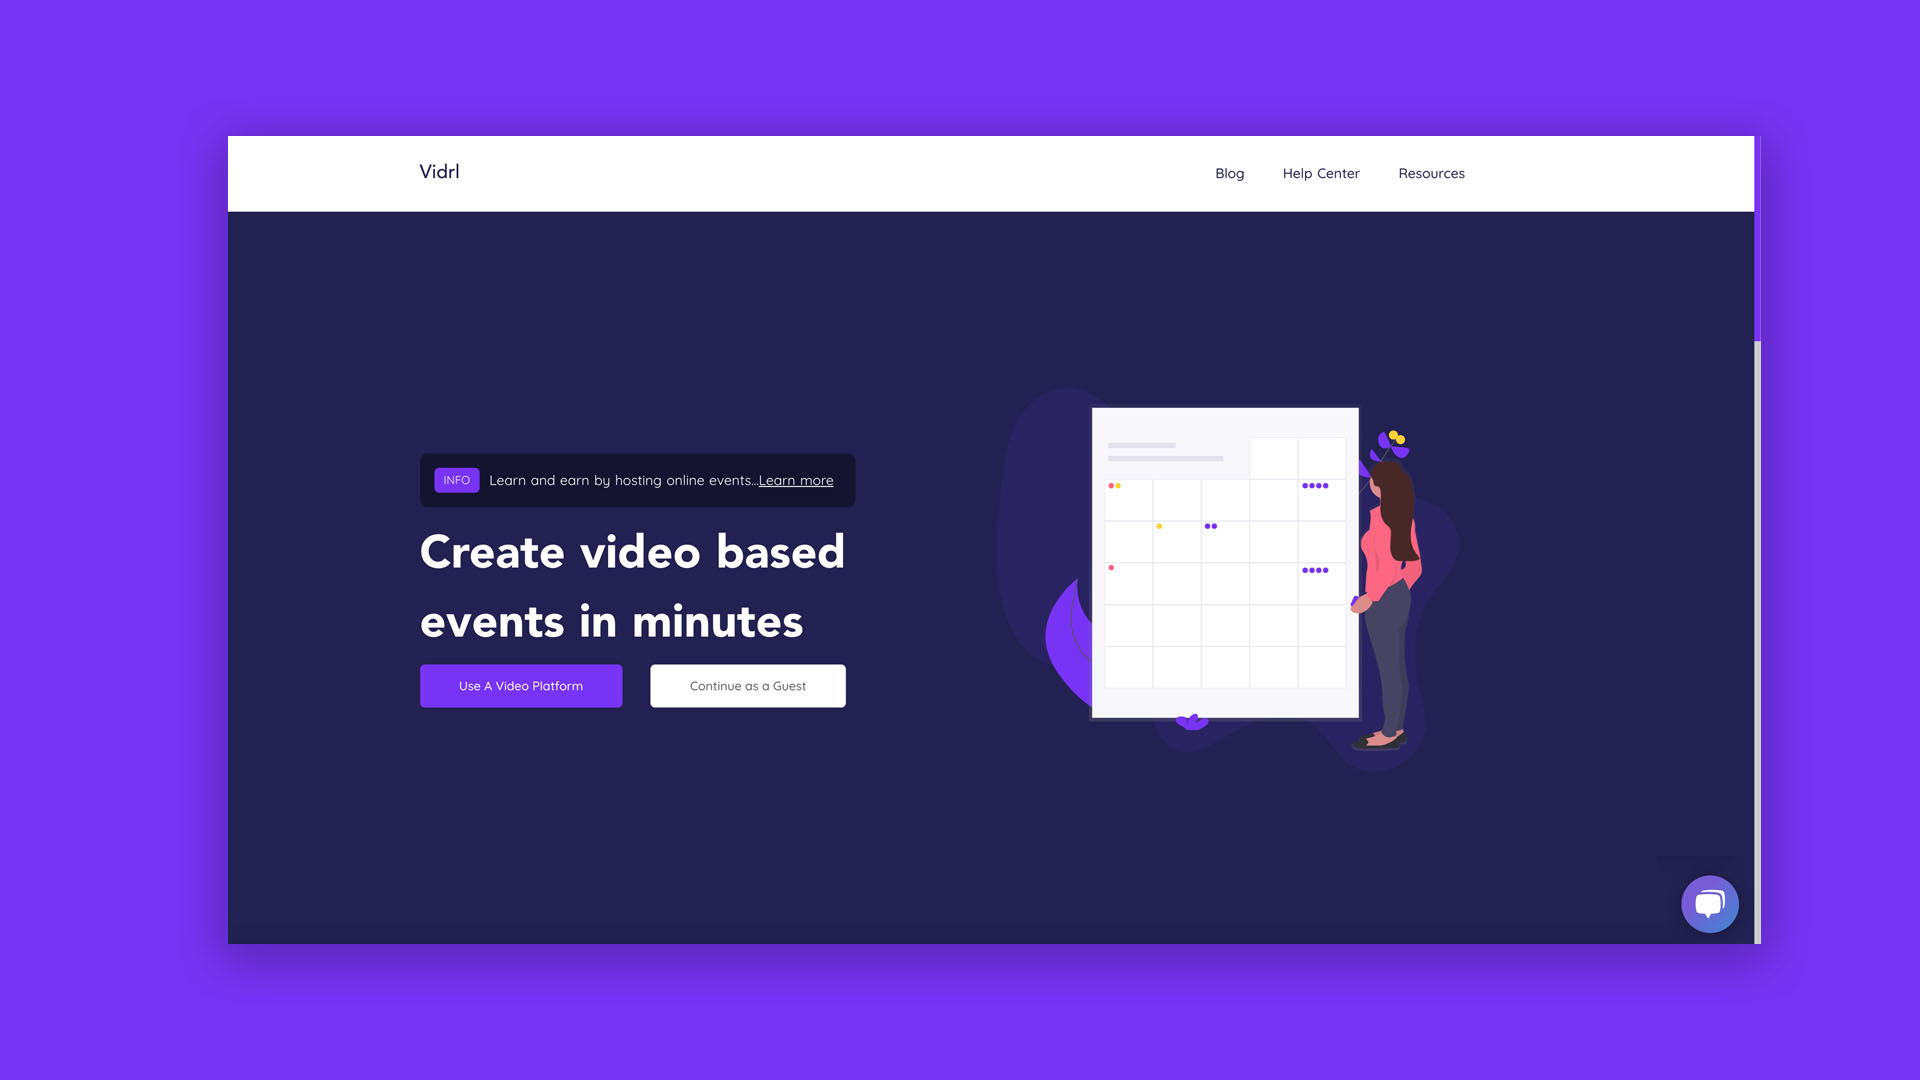 Vidrl
Blog Help Center Resources
INFO Learn and earn by hosting online events...Learn more
Create video based
events in minutes
Use A Video Platform Continue as a Guest